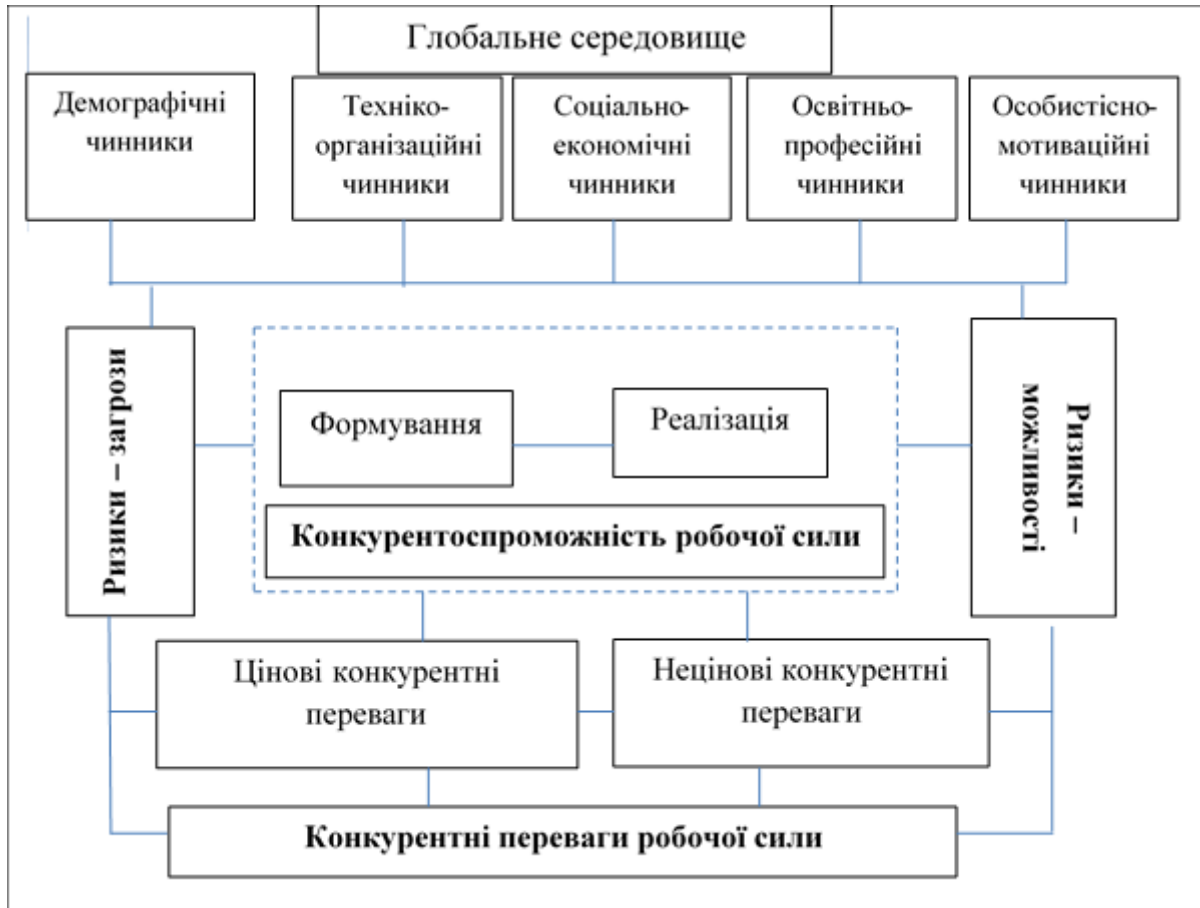 Глобальне середовище
Демографічні
чинники
Техніко-
організаційні
чинники
Соціально-
економічні
чинники
Освітньо-
професійні
чинники
Особистісно-
мотиваційні
чинники
Ризики – загрози
Формування
Реалізація
Конкурентоспроможність робочої сили
Ризики –
можливості
Цінові конкурентні
переваги
Нецінові конкурентні
переваги
Конкурентні переваги робочої сили